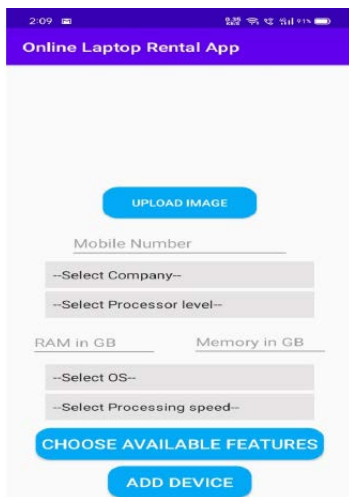 2:09
91%
Online Laptop Rental App
UPLOAD IMAGE
Mobile Number
--Select Company--
--Select Processor level--
RAM in GB Memory in GB
--Select OS--
--Select Processing speed--
CHOOSE AVAILABLE FEATURES
ADD DEVICE